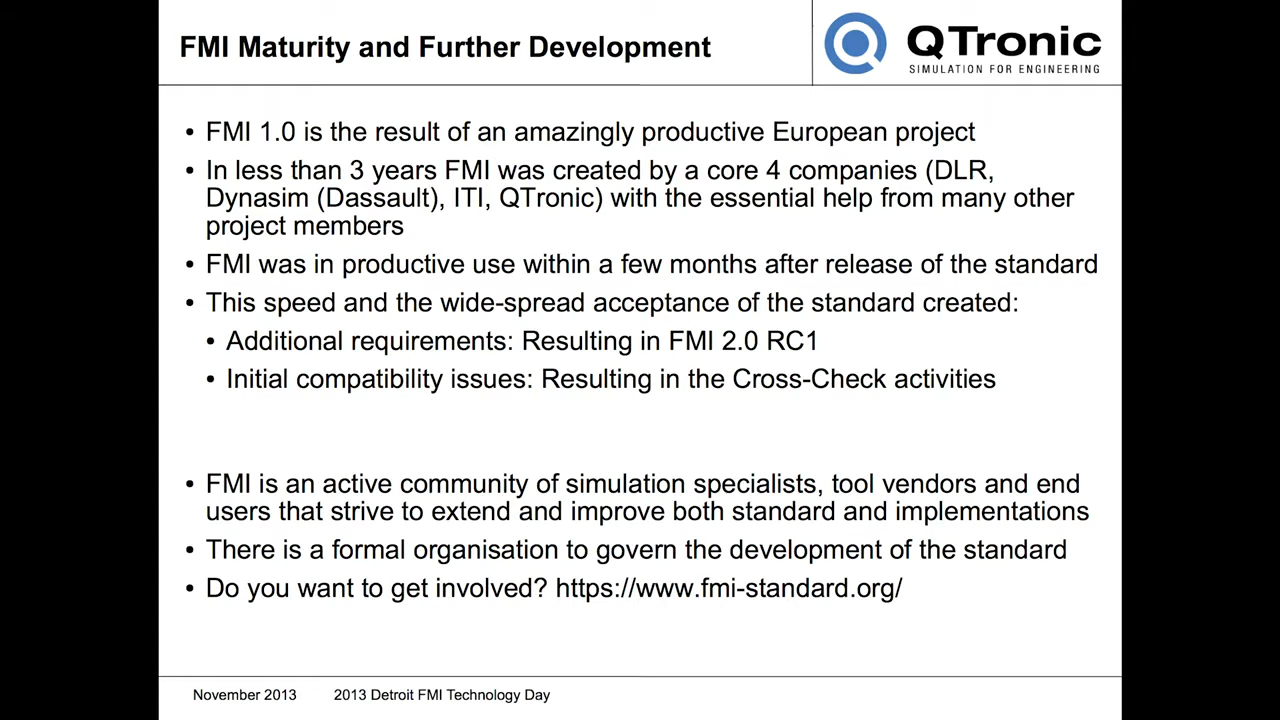 FMI Maturity and Further Development
QTronic
SIMULATION FOR ENGINEERING
• FMI 1.0 is the result of an amazingly productive European project
• In less than 3 years FMI was created by a core 4 companies (DLR,
Dynasim (Dassault), ITI, QTronic) with the essential help from many other
project members
• FMI was in productive use within a few months after release of the standard
• This speed and the wide-spread acceptance of the standard created:
• Additional requirements: Resulting in FMI 2.0 RC1
• Initial compatibility issues: Resulting in the Cross-Check activities
• FMI is an active community of simulation specialists, tool vendors and end
users that strive to extend and improve both standard and implementations
• There is a formal organisation to govern the development of the standard
• Do you want to get involved? https://www.fmi-standard.org/
November 2013 2013 Detroit FMI Technology Day